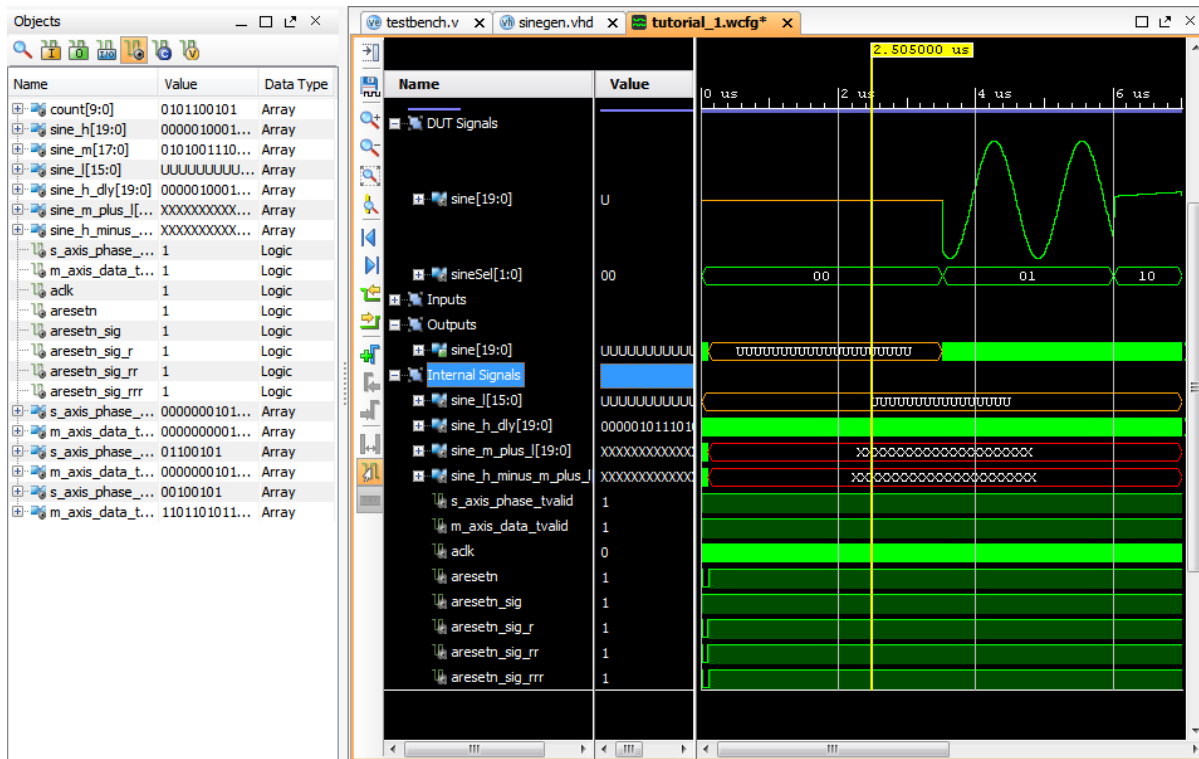 Objects
Name Value Data Type
count[9:0] 0101100101 Array
sine_h[19:0] 0000010001... Array
sine_m[17:0] 0101001110... Array
sine_l[15:0] UUUUUUUUU... Array
sine_h_dly[19:0] 0000010001... Array
sine_m_plus_l[... XXXXXXXXXX... Array
sine_h_minus_... XXXXXXXXXX... Array
s_axis_phase_... 1 Logic
m_axis_data_t... 1 Logic
aclk 1 Logic
aresetn 1 Logic
aresetn_sig 1 Logic
aresetn_sig_r 1 Logic
aresetn_sig_rr 1 Logic
aresetn_sig_rrr 1 Logic
s_axis_phase_... 0000000101... Array
m_axis_data_t... 0000000001... Array
s_axis_phase_... 01100101 Array
m_axis_data_t... 0000000101... Array
s_axis_phase_... 00100101 Array
m_axis_data_t... 1101101011... Array
testbench.v sinegen.vhd tutorial_1.wcfg*
2.505000 us
Name Value
0 us 2 us 4 us 6 us
DUT Signals
sine[19:0] U
sineSel[1:0] 00 00 01 10
Inputs
Outputs
sine[19:0] UUUUUUUUUUU UUUUUUUUUUUUUUUUUUUU
Internal Signals
sine_l[15:0] UUUUUUUUUUU UUUUUUUUUUUUUUUU
sine_h_dly[19:0] 0000010111010
sine_m_plus_l[19:0] XXXXXXXXXXXX XXXXXXXXXXXXXXXXXXXX
sine_h_minus_m_plus_l XXXXXXXXXXXX XXXXXXXXXXXXXXXXXXXX
s_axis_phase_tvalid 1
m_axis_data_tvalid 1
aclk 0
aresetn 1
aresetn_sig 1
aresetn_sig_r 1
aresetn_sig_rr 1
aresetn_sig_rrr 1